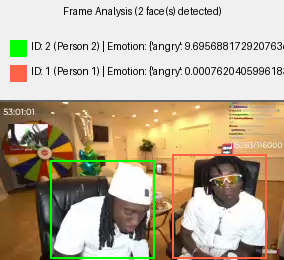 Frame Analysis (2 face(s) detected)
ID: 2 (Person 2) | Emotion: {'angry': 9.695688172920763
ID: 1 (Person 1) | Emotion: {'angry': 0.000762040599618
53:01:01